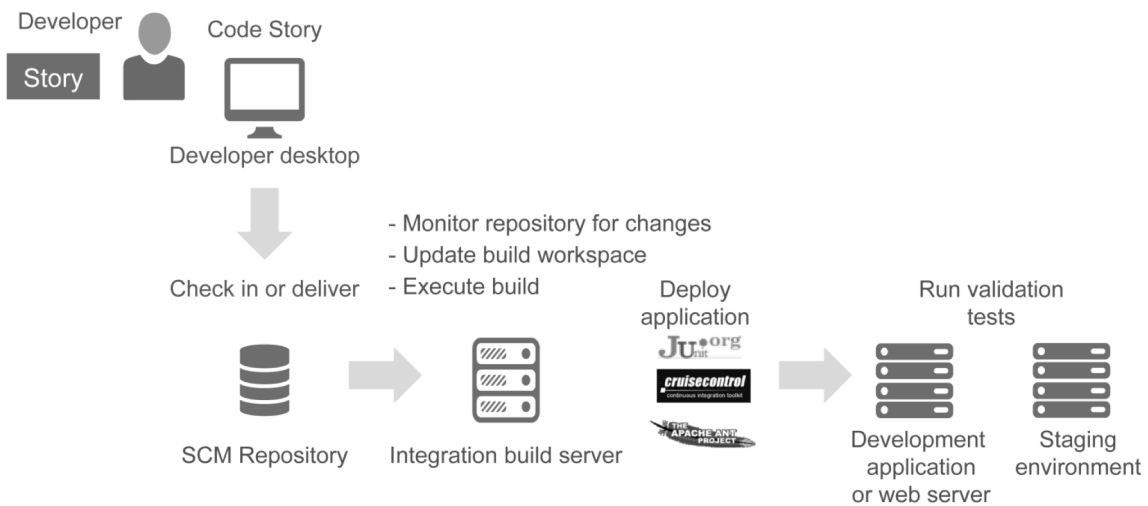 Developer
Story
Code Story
Developer desktop
- Monitor repository for changes
- Update build workspace
- Execute build
Check in or deliver
SCM Repository
Integration build server
Deploy
application
JUnit.org
cruisecontrol
continuous integration toolkit
THE
APACHE ANT
PROJECT
Run validation
tests
Development
application
or web server
Staging
environment